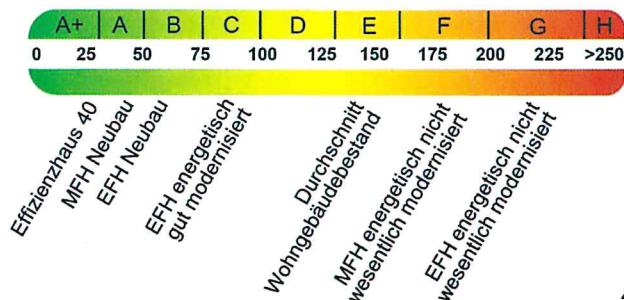 A+ A B C D E F G H
0 25 50 75 100 125 150 175 200 225 >250
Effizienzhaus 40
MFH Neubau
EFH Neubau
EFH energetisch
gut modernisiert
Durchschnitt
Wohngebäudebestand
MFH energetisch nicht
wesentlich modernisiert
EFH energetisch nicht
wesentlich modernisiert